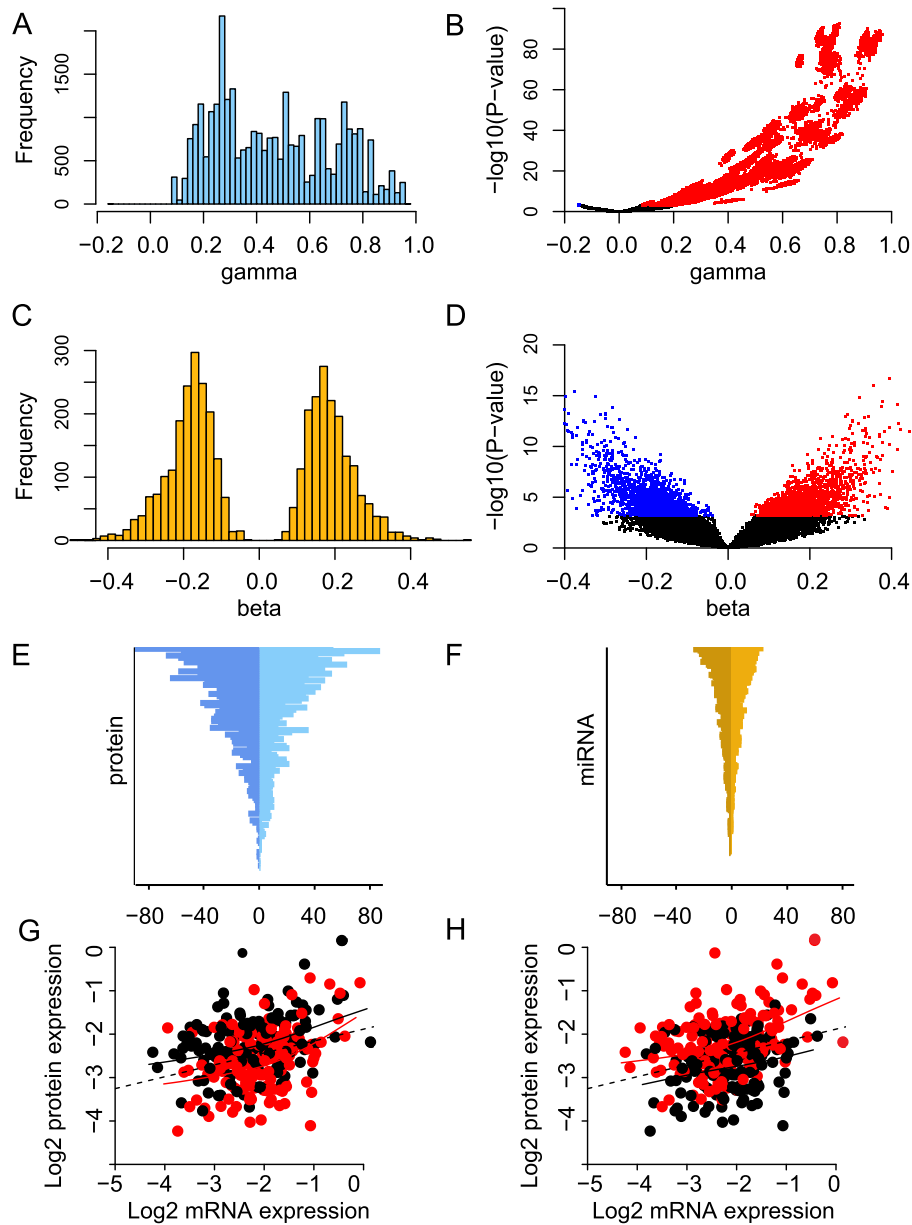 A
Frequency
0
500
1500
−0.2 0.0 0.2 0.4 0.6 0.8 1.0
gamma
B
−log10(P−value)
0
20
40
60
80
100
−0.2 0.0 0.2 0.4 0.6 0.8 1.0
gamma
C
Frequency
0
100
200
300
−0.4 −0.2 0.0 0.2 0.4
beta
D
−log10(P−value)
0
5
10
15
20
−0.4 −0.2 0.0 0.2 0.4
beta
E
protein
−80 −40 0 40 80
F
miRNA
−80 −40 0 40 80
G
Log2 protein expression
−4
−3
−2
−1
0
−5 −4 −3 −2 −1 0
Log2 mRNA expression
H
Log2 protein expression
−4
−3
−2
−1
0
−5 −4 −3 −2 −1 0
Log2 mRNA expression